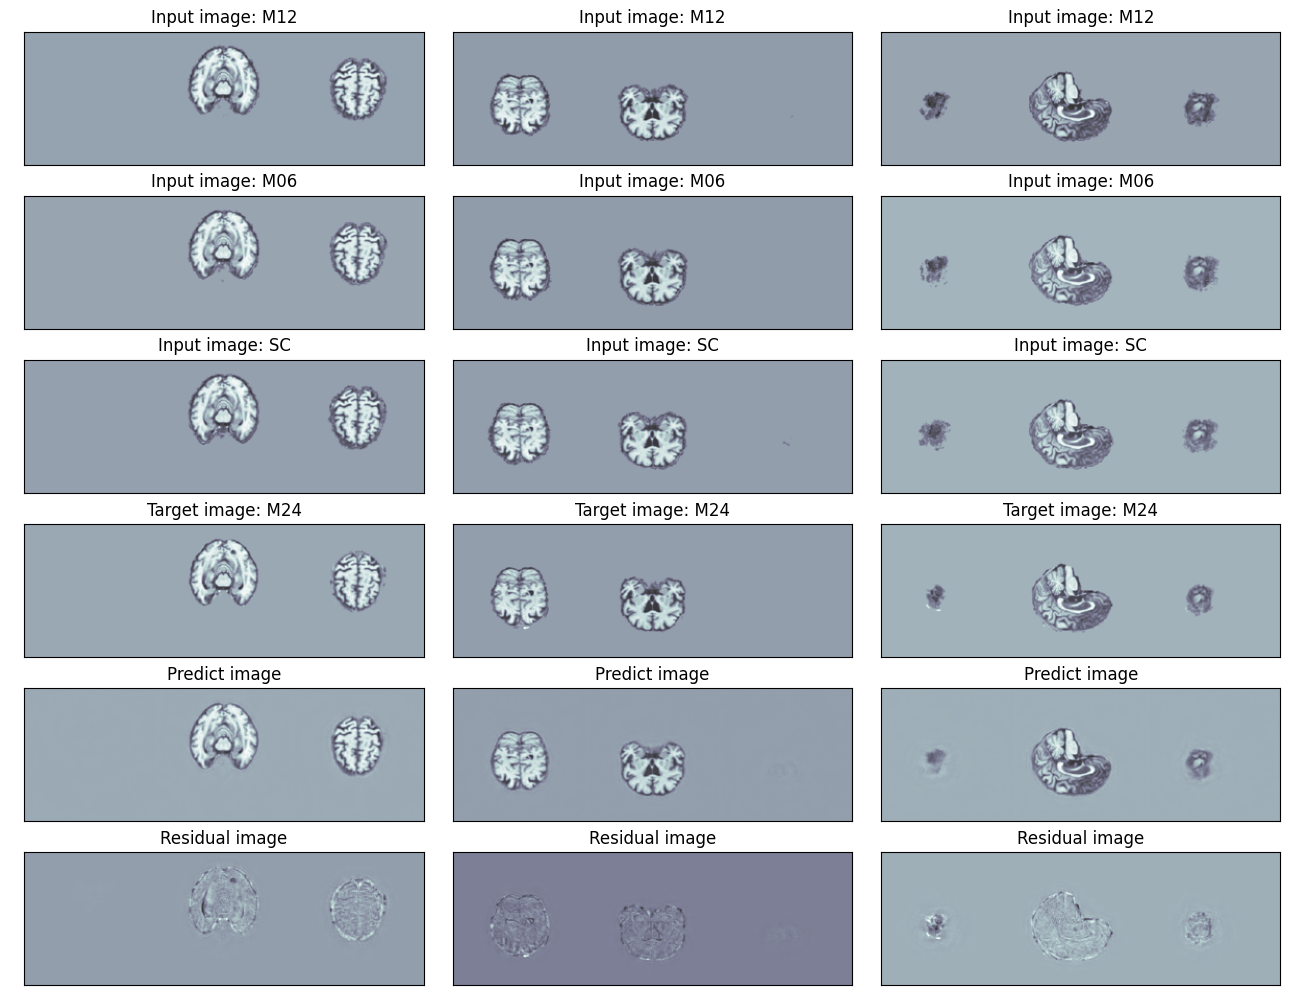 Input image: M12 Input image: M12 Input image: M12
Input image: M06 Input image: M06 Input image: M06
Input image: SC Input image: SC Input image: SC
Target image: M24 Target image: M24 Target image: M24
Predict image Predict image Predict image
Residual image Residual image Residual image